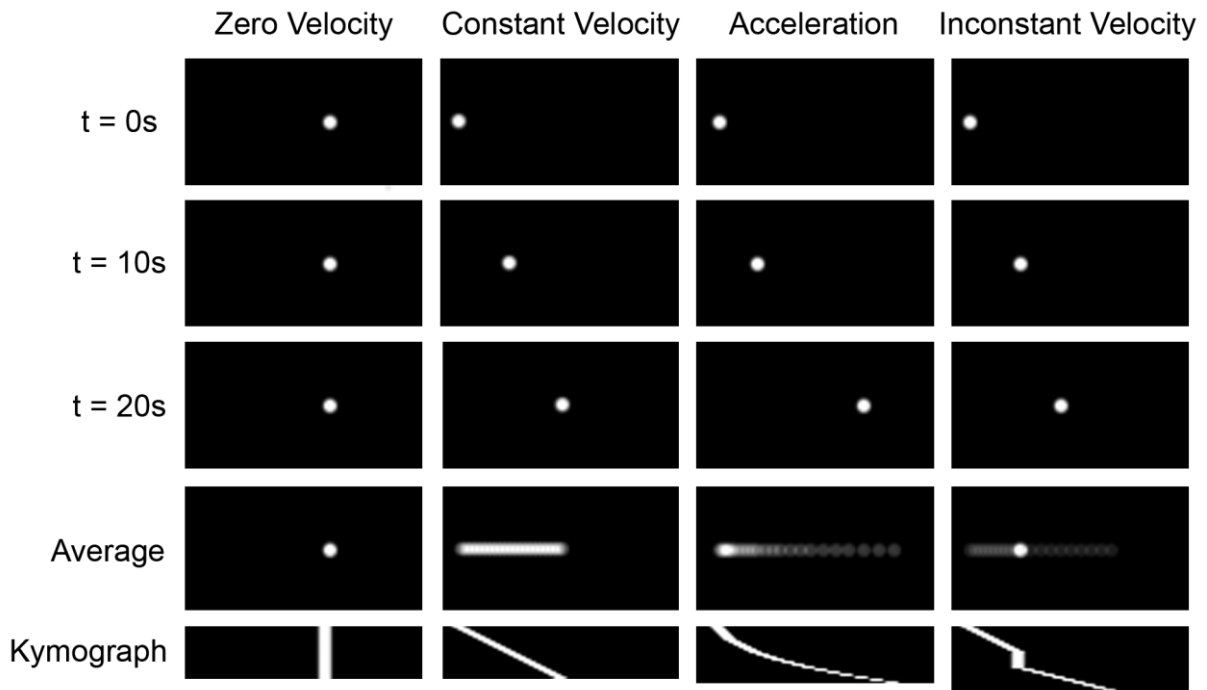 Zero Velocity Constant Velocity Acceleration Inconstant Velocity
t = 0s
t = 10s
t = 20s
Average
Kymograph